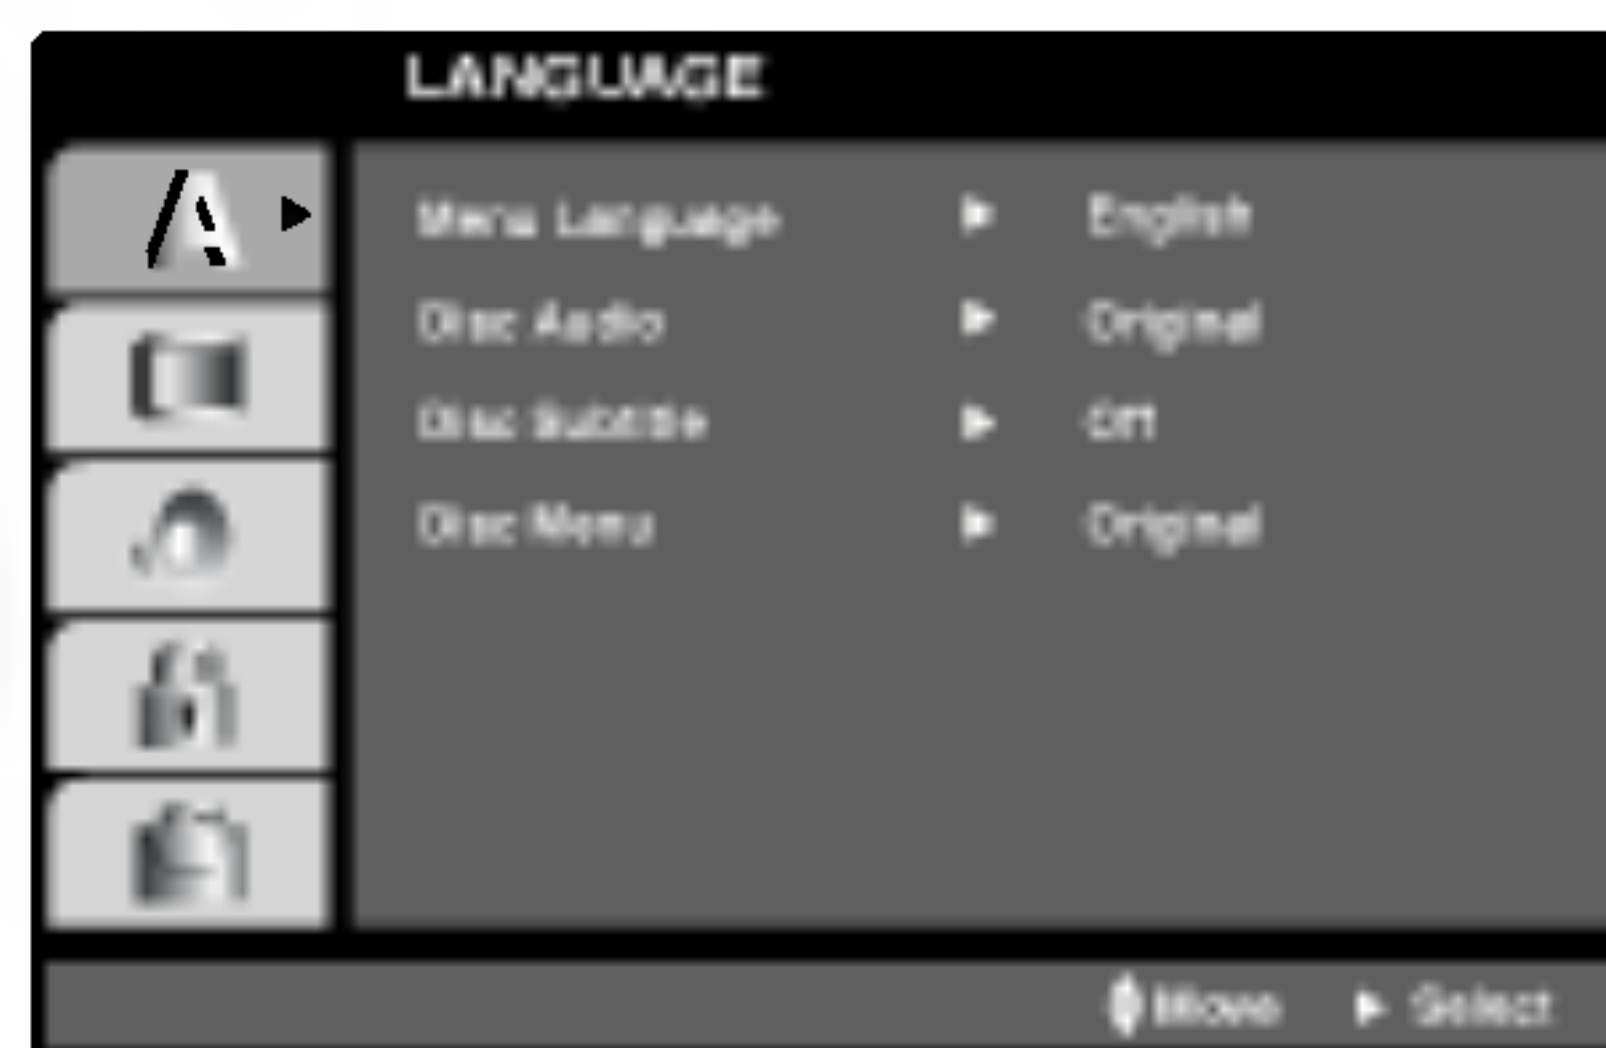 LANGUAGE
Menu Language ► English
Disc Audio ► Original
Disc Subtitle ► Off
Disc Menu ► Original
Move ► Select